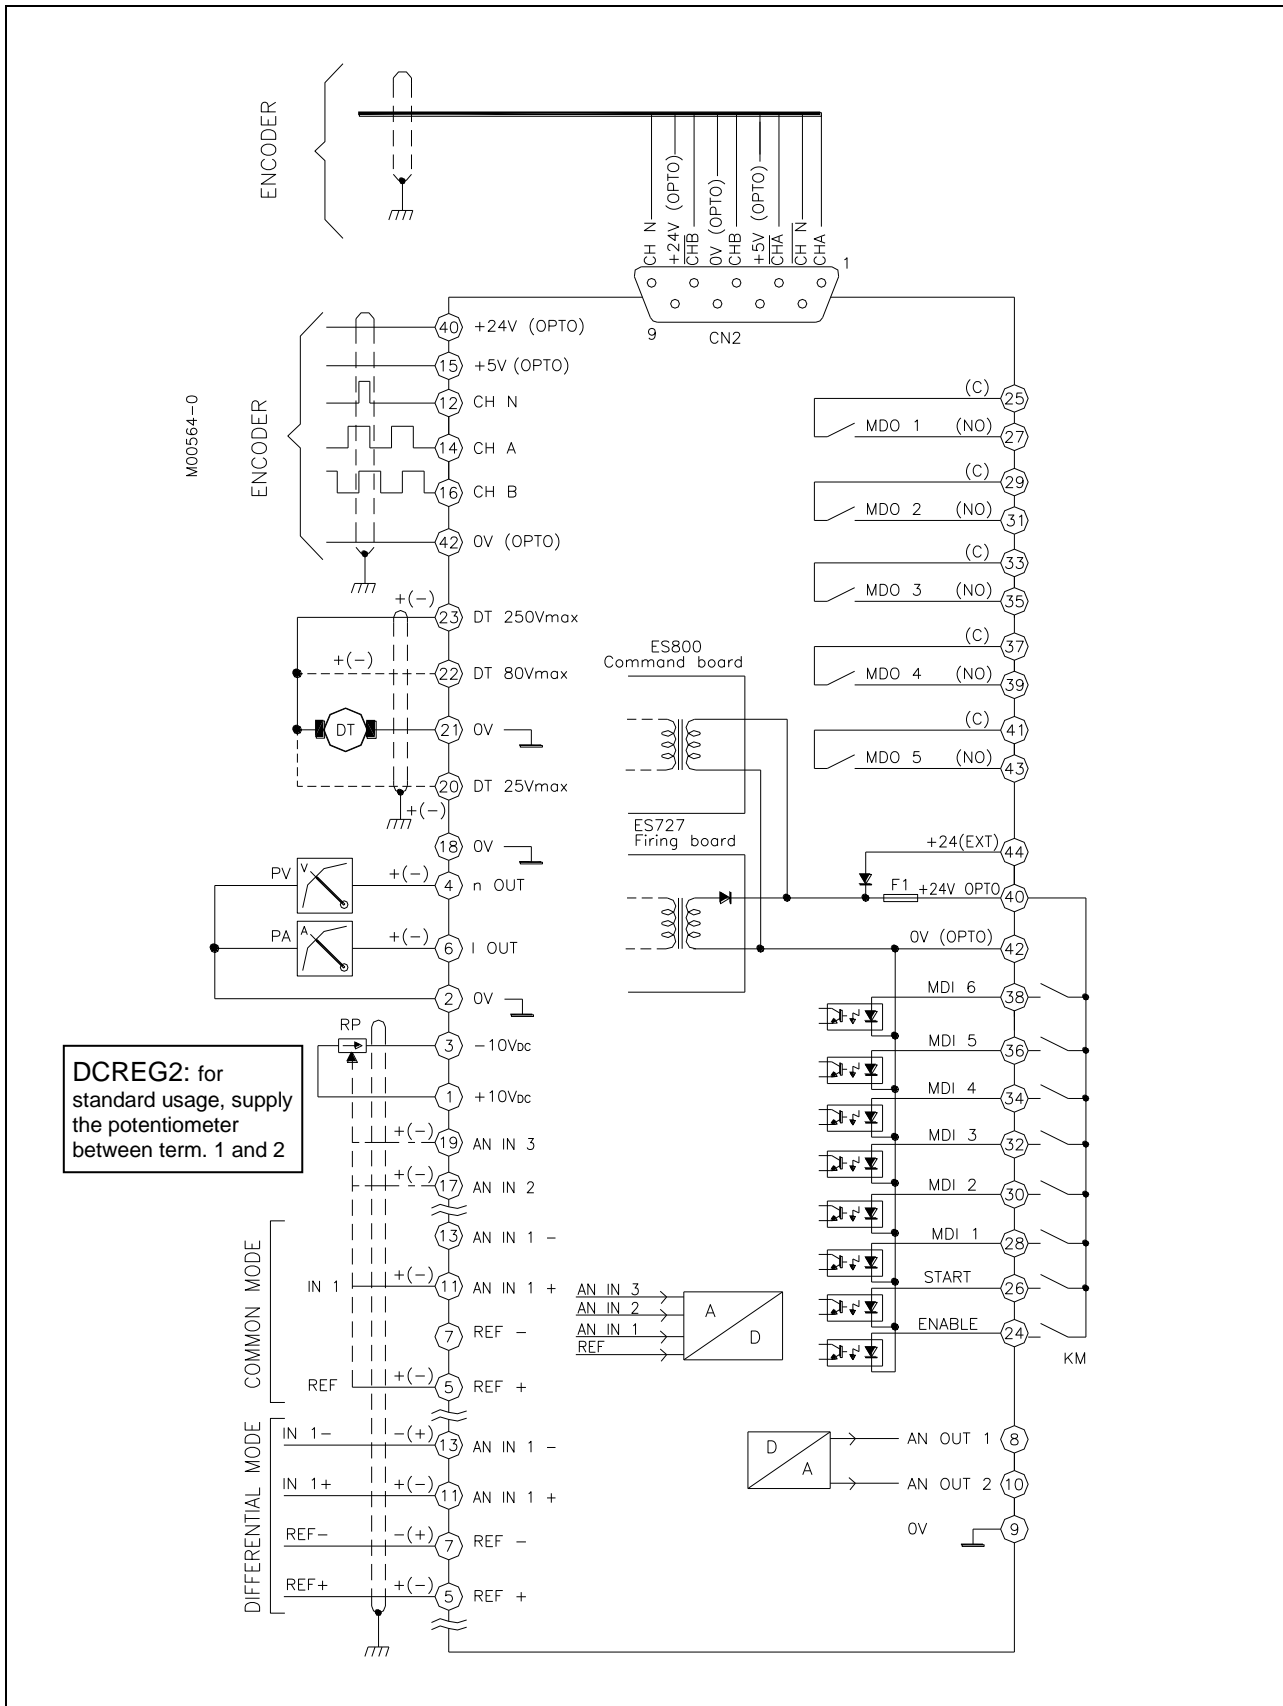 ENCODER
CH N
+24V (OPTO)
CHB
0V (OPTO)
CHB
+5V (OPTO)
CHA
CH N
CHA
1
9
CN2
M00564-0
ENCODER
40 +24V (OPTO)
15 +5V (OPTO)
12 CH N
14 CH A
16 CH B
42 0V (OPTO)
+(-) 23 DT 250Vmax
+(-) 22 DT 80Vmax
DT 21 0V
20 DT 25Vmax
+(-)
18 0V
PV V +(-) 4 n OUT
PA A +(-) 6 I OUT
2 0V
RP
3 -10VDC
1 +10VDC
DCREG2: for
standard usage, supply
the potentiometer
between term. 1 and 2
+(-) 19 AN IN 3
+(-) 17 AN IN 2
COMMON MODE
13 AN IN 1 -
IN 1 +(-) 11 AN IN 1 +
7 REF -
REF +(-) 5 REF +
DIFFERENTIAL MODE
IN 1- -(+) 13 AN IN 1 -
IN 1+ +(-) 11 AN IN 1 +
REF- -(+) 7 REF -
REF+ +(-) 5 REF +
ES800
Command board
ES727
Firing board
AN IN 3
AN IN 2
AN IN 1
REF
A
D
(C) 25
MDO 1 (NO) 27
(C) 29
MDO 2 (NO) 31
(C) 33
MDO 3 (NO) 35
(C) 37
MDO 4 (NO) 39
(C) 41
MDO 5 (NO) 43
+24(EXT) 44
F1 +24V OPTO 40
0V (OPTO) 42
MDI 6 38
MDI 5 36
MDI 4 34
MDI 3 32
MDI 2 30
MDI 1 28
START 26
ENABLE 24
KM
D
A
AN OUT 1 8
AN OUT 2 10
0V 9